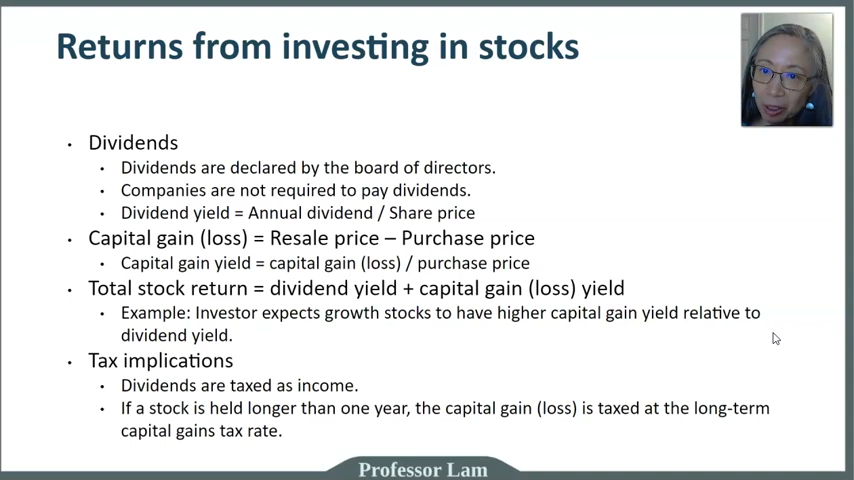 Returns from investing in stocks
• Dividends
• Dividends are declared by the board of directors.
• Companies are not required to pay dividends.
• Dividend yield = Annual dividend / Share price
• Capital gain (loss) = Resale price – Purchase price
• Capital gain yield = capital gain (loss) / purchase price
• Total stock return = dividend yield + capital gain (loss) yield
• Example: Investor expects growth stocks to have higher capital gain yield relative to
dividend yield.
• Tax implications
• Dividends are taxed as income.
• If a stock is held longer than one year, the capital gain (loss) is taxed at the long-term
capital gains tax rate.
Professor Lam